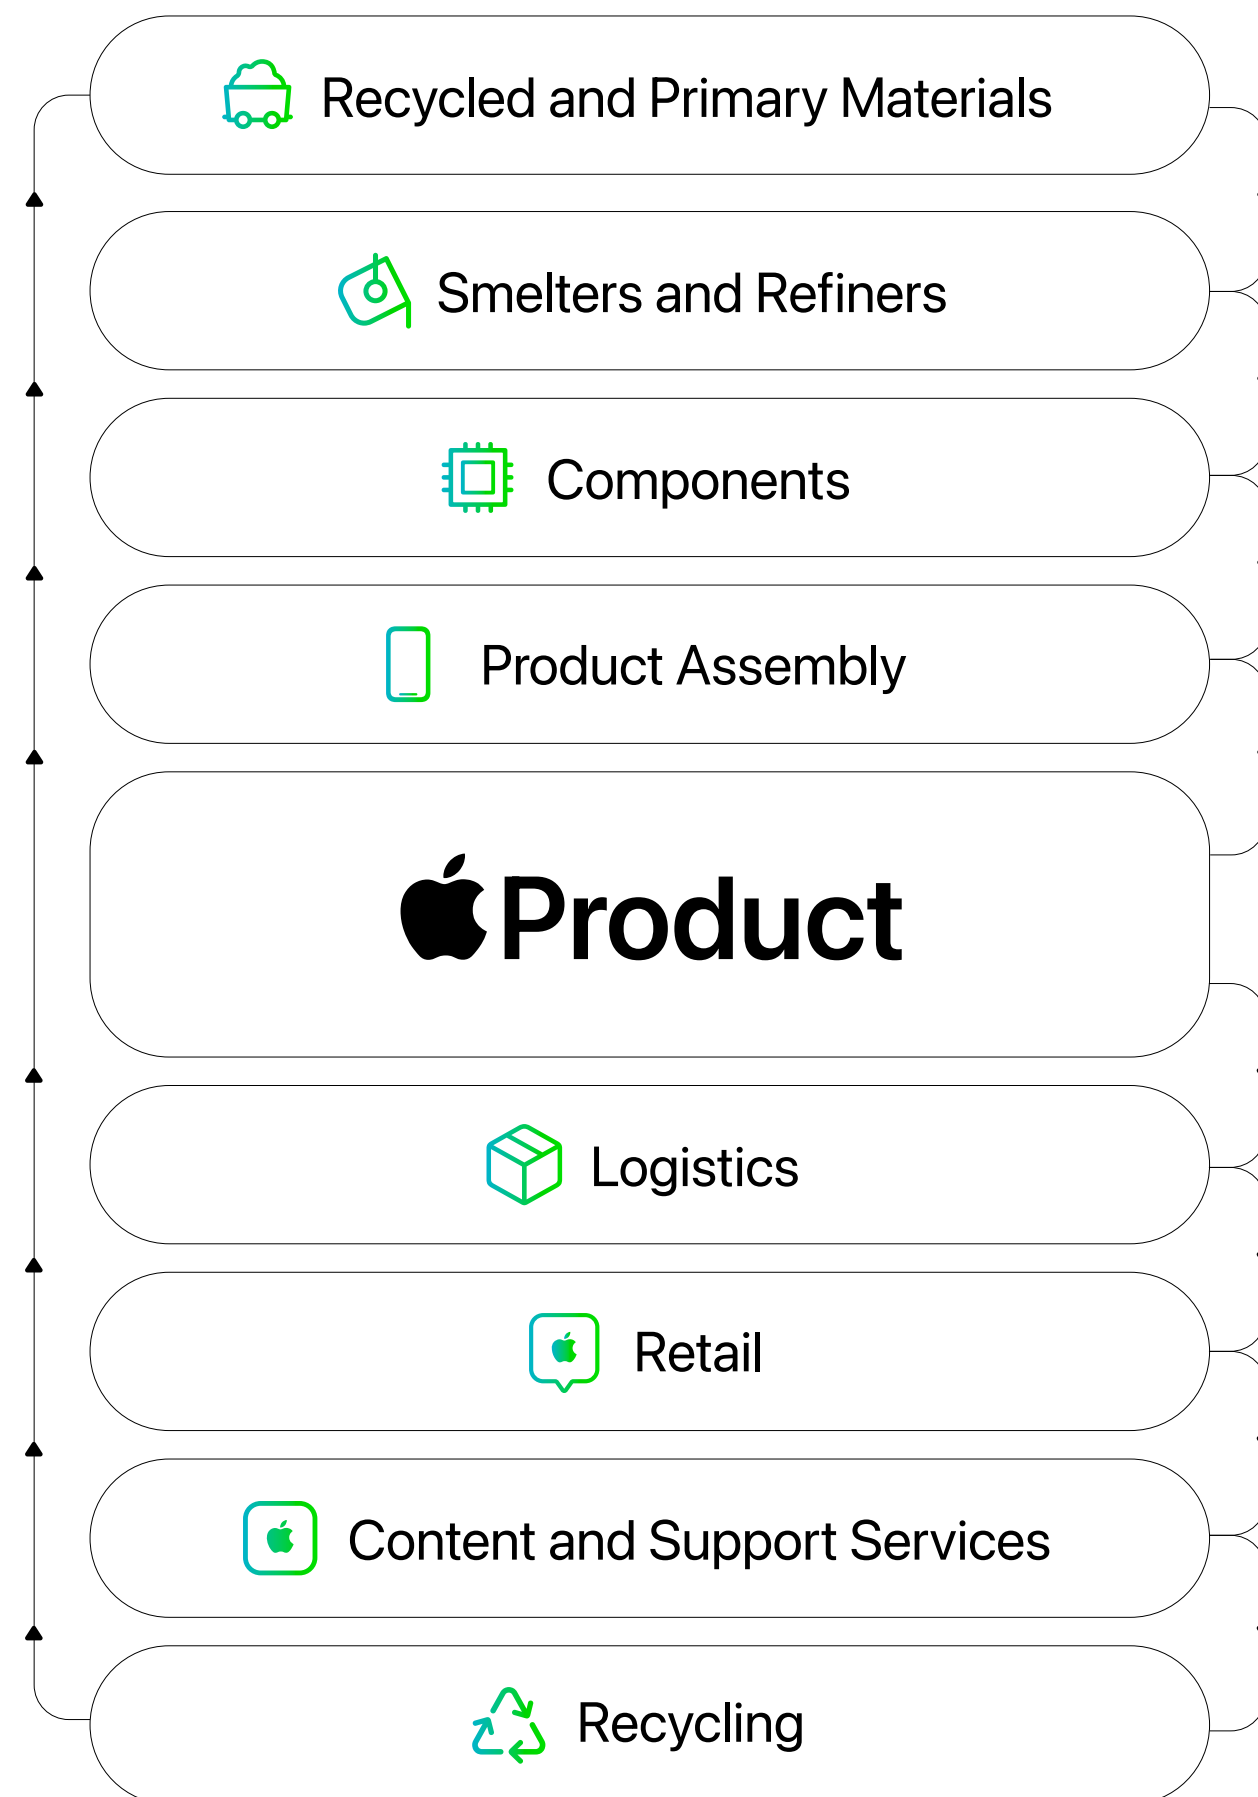 Recycled and Primary Materials
Smelters and Refiners
Components
Product Assembly
Product
Logistics
Retail
Content and Support Services
Recycling